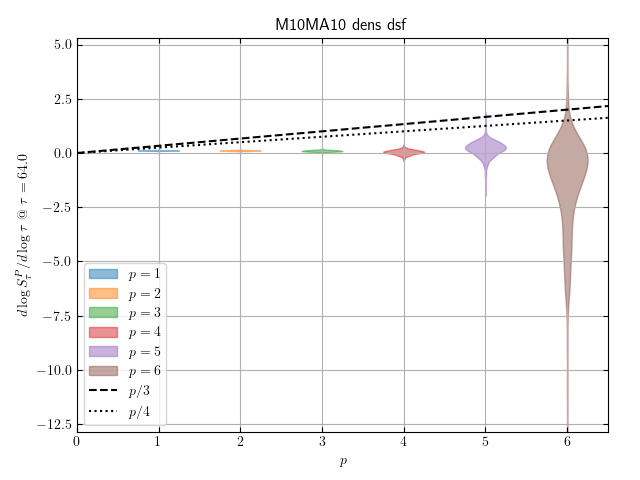 M10MA10 dens dsf
d log S_τ^P / d log τ @ τ = 64.0
5.0
2.5
0.0
−2.5
−5.0
−7.5
−10.0
−12.5
p = 1
p = 2
p = 3
p = 4
p = 5
p = 6
p/3
p/4
0 1 2 3 4 5 6
p